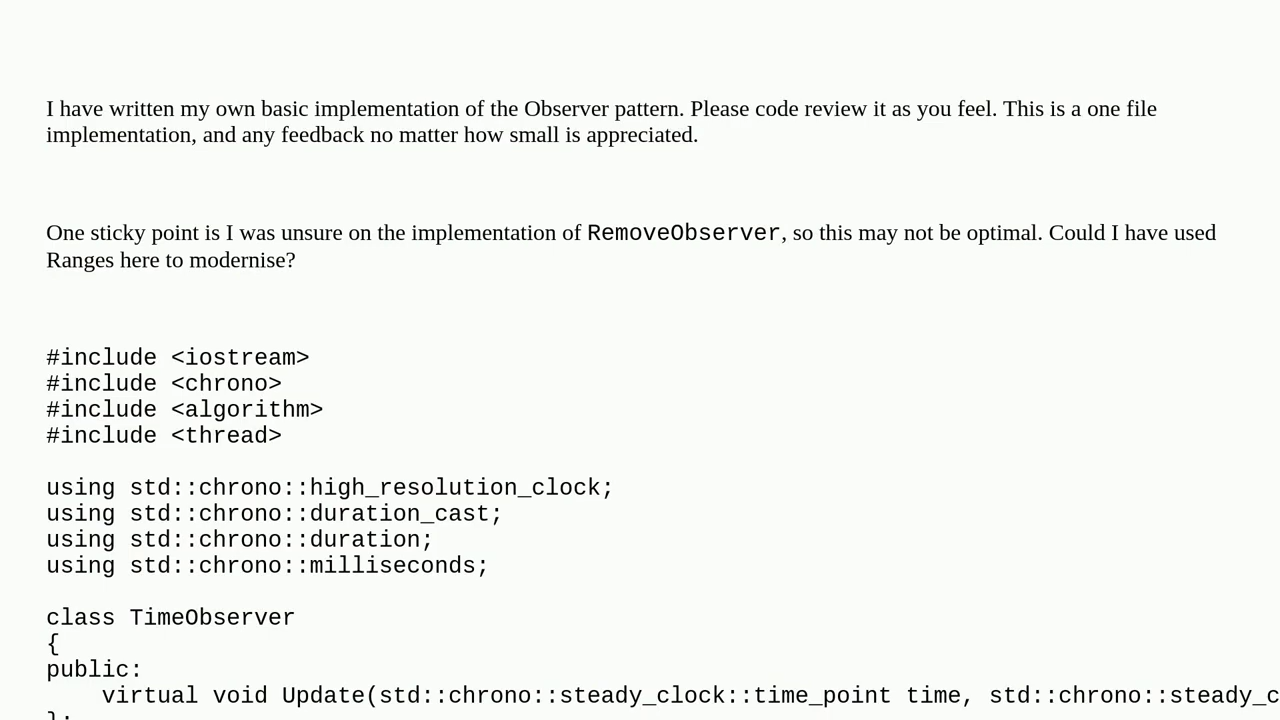 I have written my own basic implementation of the Observer pattern. Please code review it as you feel. This is a one file
implementation, and any feedback no matter how small is appreciated.
One sticky point is I was unsure on the implementation of RemoveObserver, so this may not be optimal. Could I have used
Ranges here to modernise?
#include <iostream>
#include <chrono>
#include <algorithm>
#include <thread>
using std::chrono::high_resolution_clock;
using std::chrono::duration_cast;
using std::chrono::duration;
using std::chrono::milliseconds;
class TimeObserver
{
public:
    virtual void Update(std::chrono::steady_clock::time_point time, std::chrono::steady_c
};